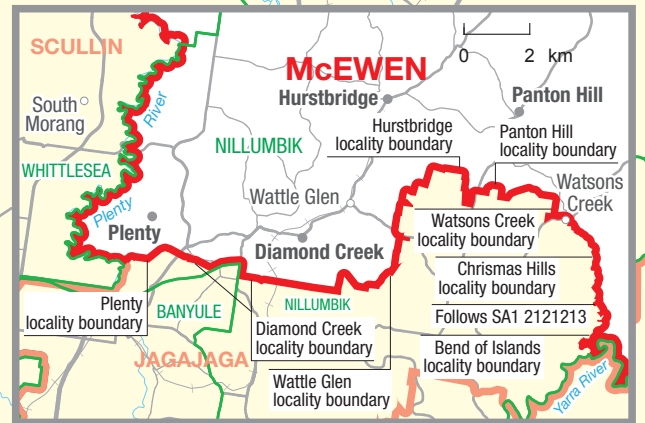 SCULLIN
McEWEN
0 2 km
South
Morang
River
Hurstbridge
Panton Hill
Hurstbridge
locality boundary
Panton Hill
locality boundary
NILLUMBIK
WHITTLESEA
Wattle Glen
Watsons
Creek
Plenty
Plenty
Watsons Creek
locality boundary
Diamond Creek
Chrismas Hills
locality boundary
Plenty
locality boundary
BANYULE
NILLUMBIK
Follows SA1 2121213
Diamond Creek
locality boundary
Bend of Islands
locality boundary
JAGAJAGA
Wattle Glen
locality boundary
Yarra River